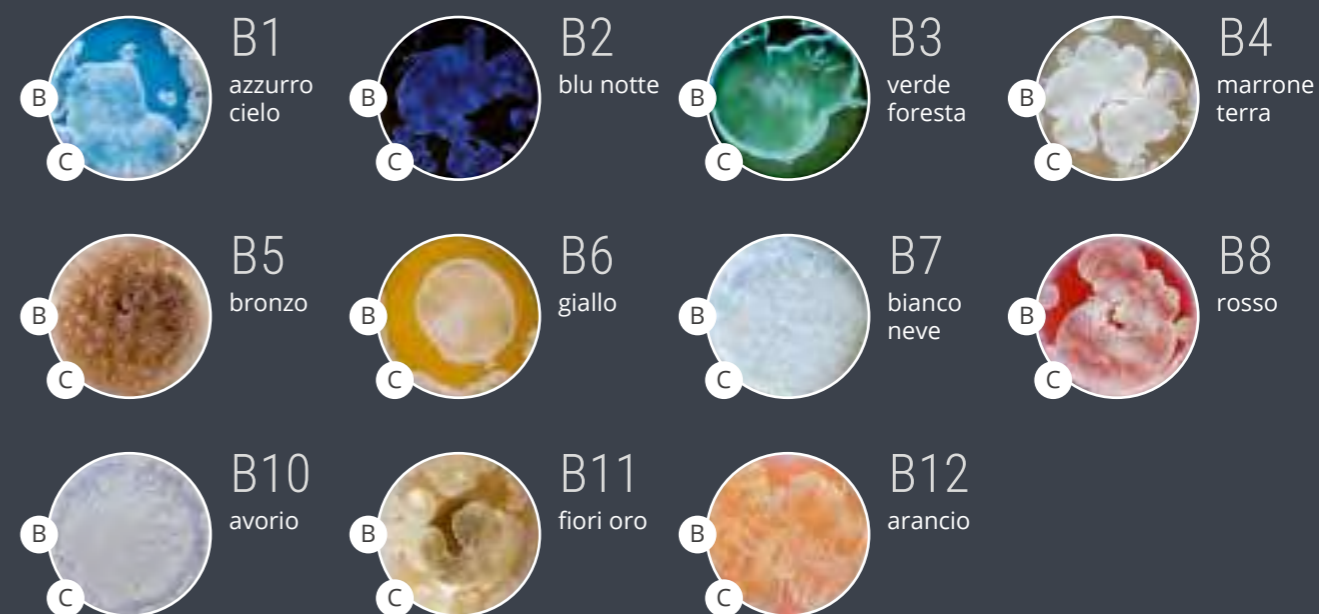 B1
azzurro
cielo
B
C
B2
blu notte
B
C
B3
verde
foresta
B
C
B4
marrone
terra
B
C
B5
bronzo
B
C
B6
giallo
B
C
B7
bianco
neve
B
C
B8
rosso
B
C
B10
avorio
B
C
B11
fiori oro
B
C
B12
arancio
B
C